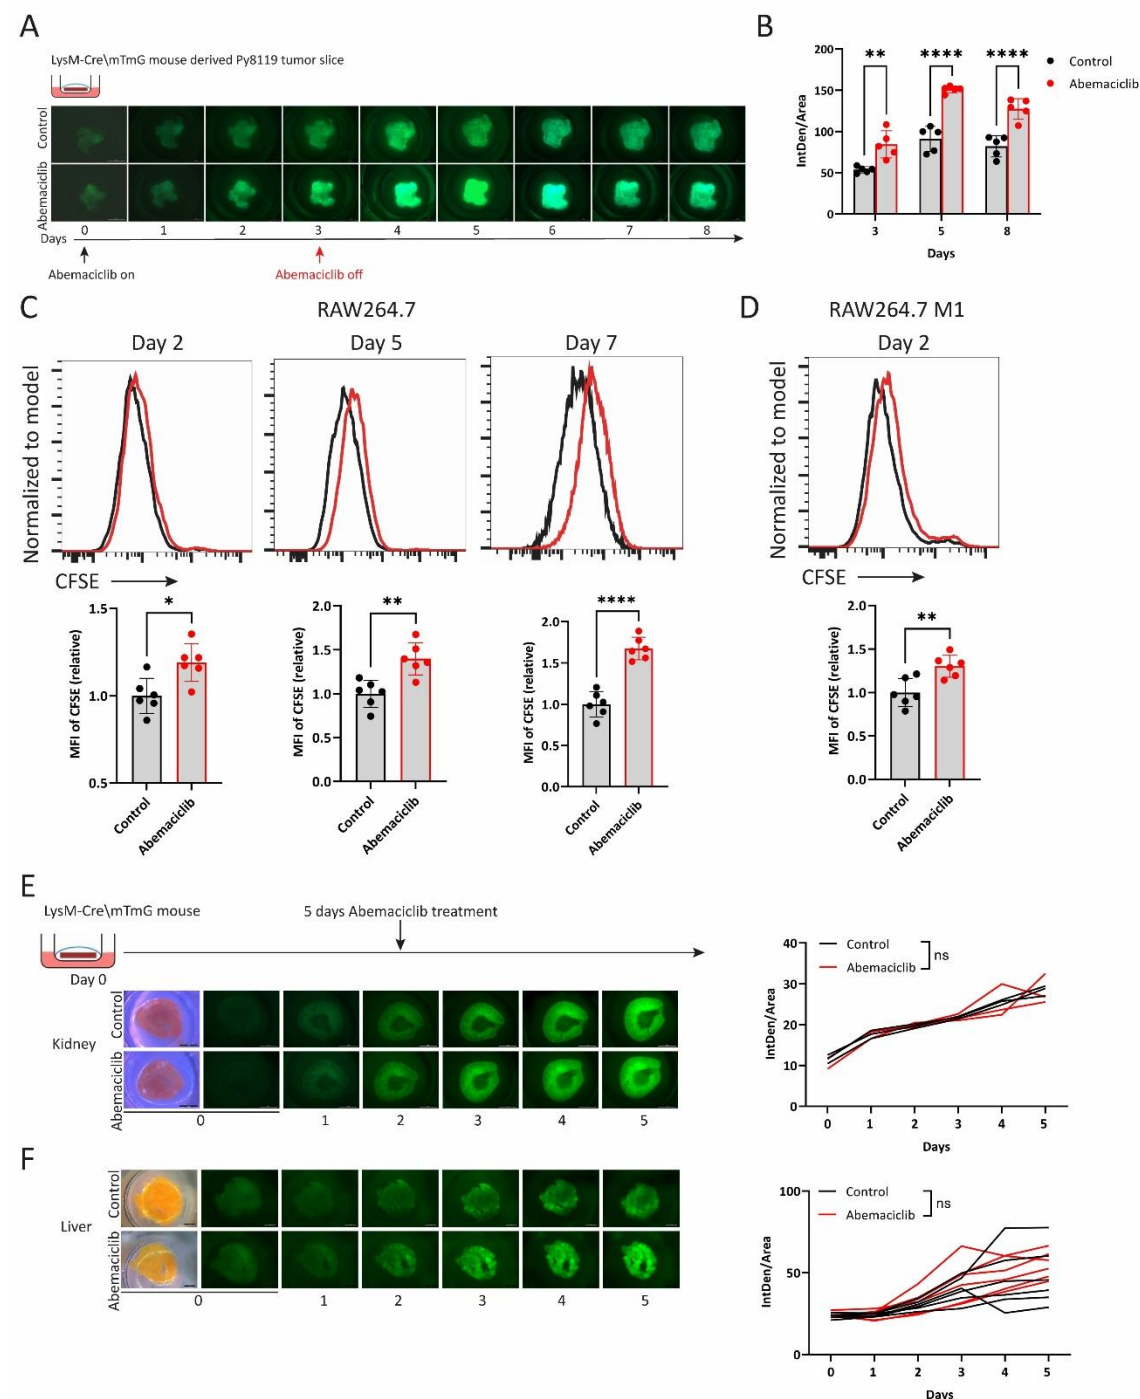 A
LysM-Cre\mTmG mouse derived Py8119 tumor slice
Control
Abemaciclib
0 1 2 3 4 5 6 7 8
Days
Abemaciclib on
Abemaciclib off
B
200
150
100
50
0
IntDen/Area
** **** ****
3 5 8
Days
Control
Abemaciclib
C
RAW264.7
Day 2 Day 5 Day 7
Normalized to model
CFSE
*
1.5
1.0
0.5
MFI of CFSE (relative)
Control Abemaciclib
**
2.0
1.5
1.0
0.5
0.0
MFI of CFSE (relative)
Control Abemaciclib
****
2.0
1.5
1.0
0.5
0.0
MFI of CFSE (relative)
Control Abemaciclib
D
RAW264.7 M1
Day 2
Normalized to model
CFSE
**
2.0
1.5
1.0
0.5
0.0
MFI of CFSE (relative)
Control Abemaciclib
E
LysM-Cre\mTmG mouse
5 days Abemaciclib treatment
Day 0
Kidney
Control
Abemaciclib
0 1 2 3 4 5
40
30
20
10
0
IntDen/Area
Control
Abemaciclib
ns
0 1 2 3 4 5
Days
F
Liver
Control
Abemaciclib
0 1 2 3 4 5
100
50
0
IntDen/Area
Control
Abemaciclib
ns
0 1 2 3 4 5
Days